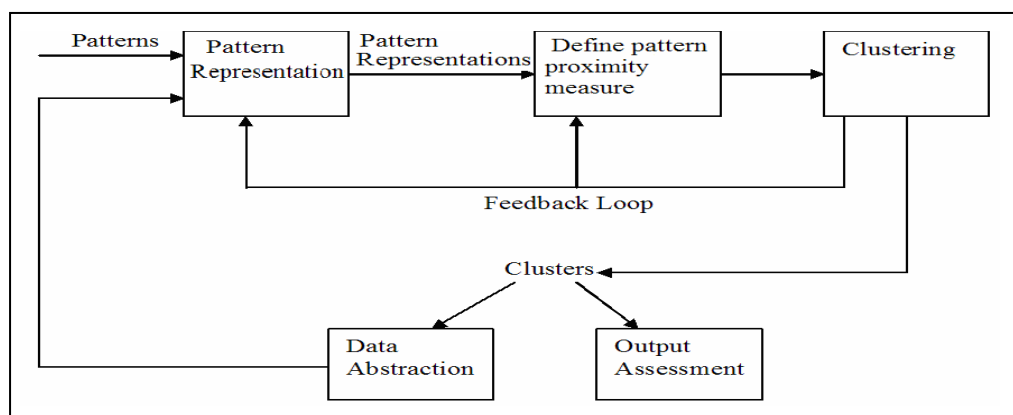 Patterns
Pattern
Representation
Pattern
Representations
Define pattern
proximity
measure
Clustering
Feedback Loop
Clusters
Data
Abstraction
Output
Assessment